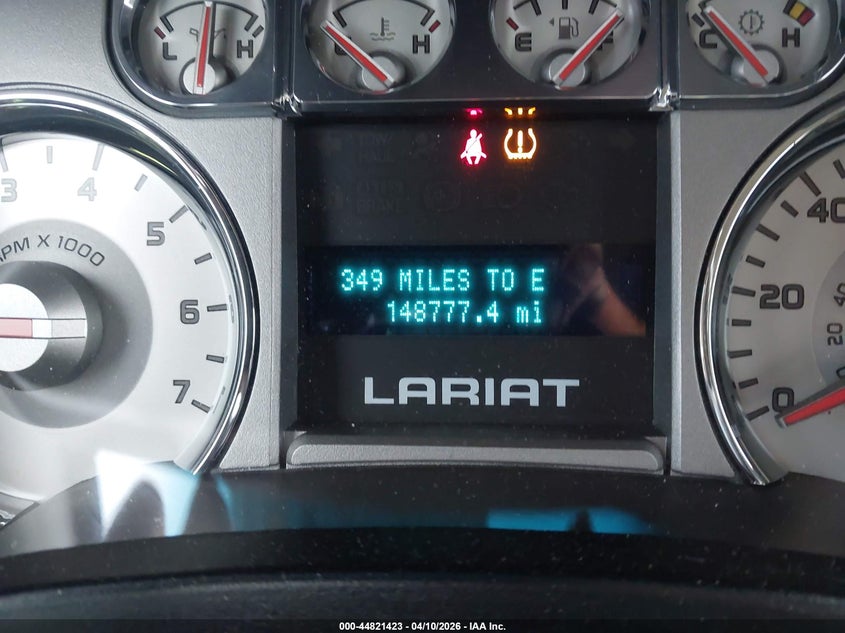 L H
H
E F
C H
3 4 5 6 7
RPM X 1000
349 MILES TO E
148777.4 mi
LARIAT
0 20 40
20 40
000-44821423 - 04/10/2026 - IAA Inc.